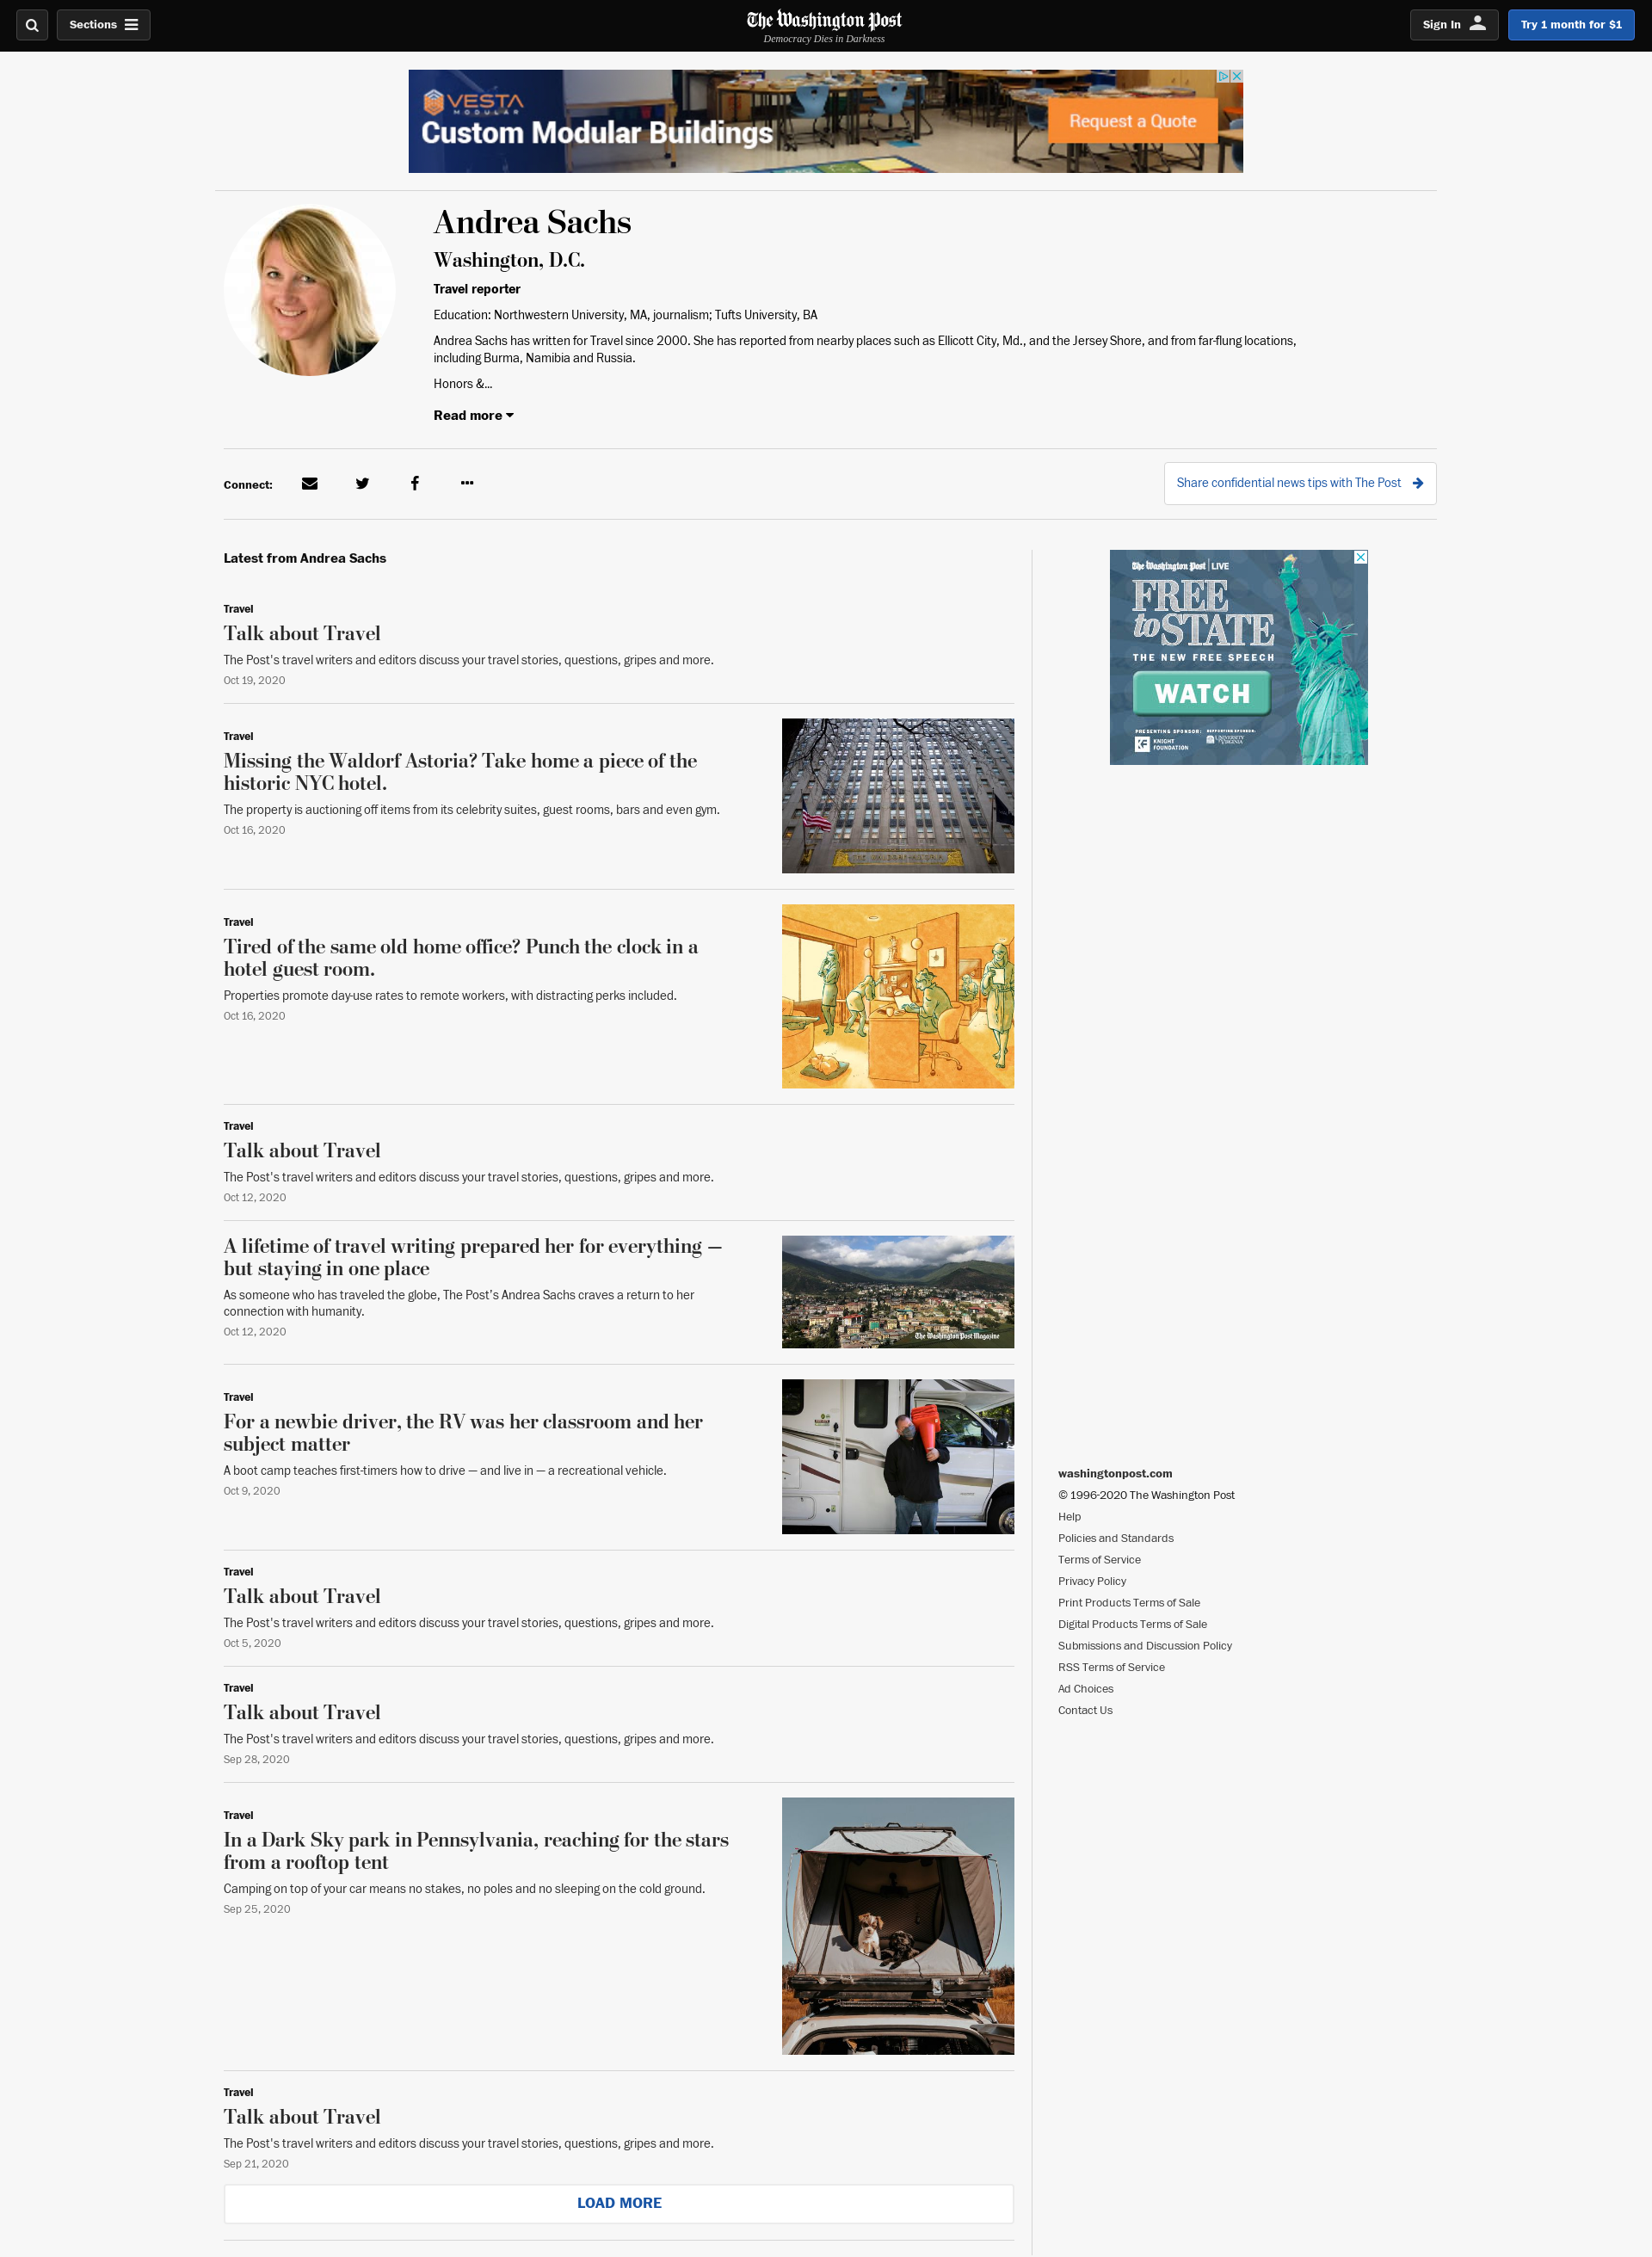 Sections
The Washington Post
Democracy Dies in Darkness
Sign In
Try 1 month for $1
VESTA
MODULAR
Custom Modular Buildings
Request a Quote
Andrea Sachs
Washington, D.C.
Travel reporter
Education: Northwestern University, MA, journalism; Tufts University, BA
Andrea Sachs has written for Travel since 2000. She has reported from nearby places such as Ellicott City, Md., and the Jersey Shore, and from far-flung locations,
including Burma, Namibia and Russia.
Honors &...
Read more
Connect:
Share confidential news tips with The Post
Latest from Andrea Sachs
Travel
Talk about Travel
The Post's travel writers and editors discuss your travel stories, questions, gripes and more.
Oct 19, 2020
Travel
Missing the Waldorf Astoria? Take home a piece of the
historic NYC hotel.
The property is auctioning off items from its celebrity suites, guest rooms, bars and even gym.
Oct 16, 2020
Travel
Tired of the same old home office? Punch the clock in a
hotel guest room.
Properties promote day-use rates to remote workers, with distracting perks included.
Oct 16, 2020
Travel
Talk about Travel
The Post's travel writers and editors discuss your travel stories, questions, gripes and more.
Oct 12, 2020
A lifetime of travel writing prepared her for everything —
but staying in one place
As someone who has traveled the globe, The Post's Andrea Sachs craves a return to her
connection with humanity.
Oct 12, 2020
The Washington Post Magazine
Travel
For a newbie driver, the RV was her classroom and her
subject matter
A boot camp teaches first-timers how to drive — and live in — a recreational vehicle.
Oct 9, 2020
Travel
Talk about Travel
The Post's travel writers and editors discuss your travel stories, questions, gripes and more.
Oct 5, 2020
Travel
Talk about Travel
The Post's travel writers and editors discuss your travel stories, questions, gripes and more.
Sep 28, 2020
Travel
In a Dark Sky park in Pennsylvania, reaching for the stars
from a rooftop tent
Camping on top of your car means no stakes, no poles and no sleeping on the cold ground.
Sep 25, 2020
Travel
Talk about Travel
The Post's travel writers and editors discuss your travel stories, questions, gripes and more.
Sep 21, 2020
LOAD MORE
The Washington Post | LIVE
FREE
to STATE
THE NEW FREE SPEECH
WATCH
PRESENTING SPONSOR: SUPPORTING SPONSOR:
KNIGHT
FOUNDATION
UNIVERSITY
VIRGINIA
washingtonpost.com
© 1996-2020 The Washington Post
Help
Policies and Standards
Terms of Service
Privacy Policy
Print Products Terms of Sale
Digital Products Terms of Sale
Submissions and Discussion Policy
RSS Terms of Service
Ad Choices
Contact Us